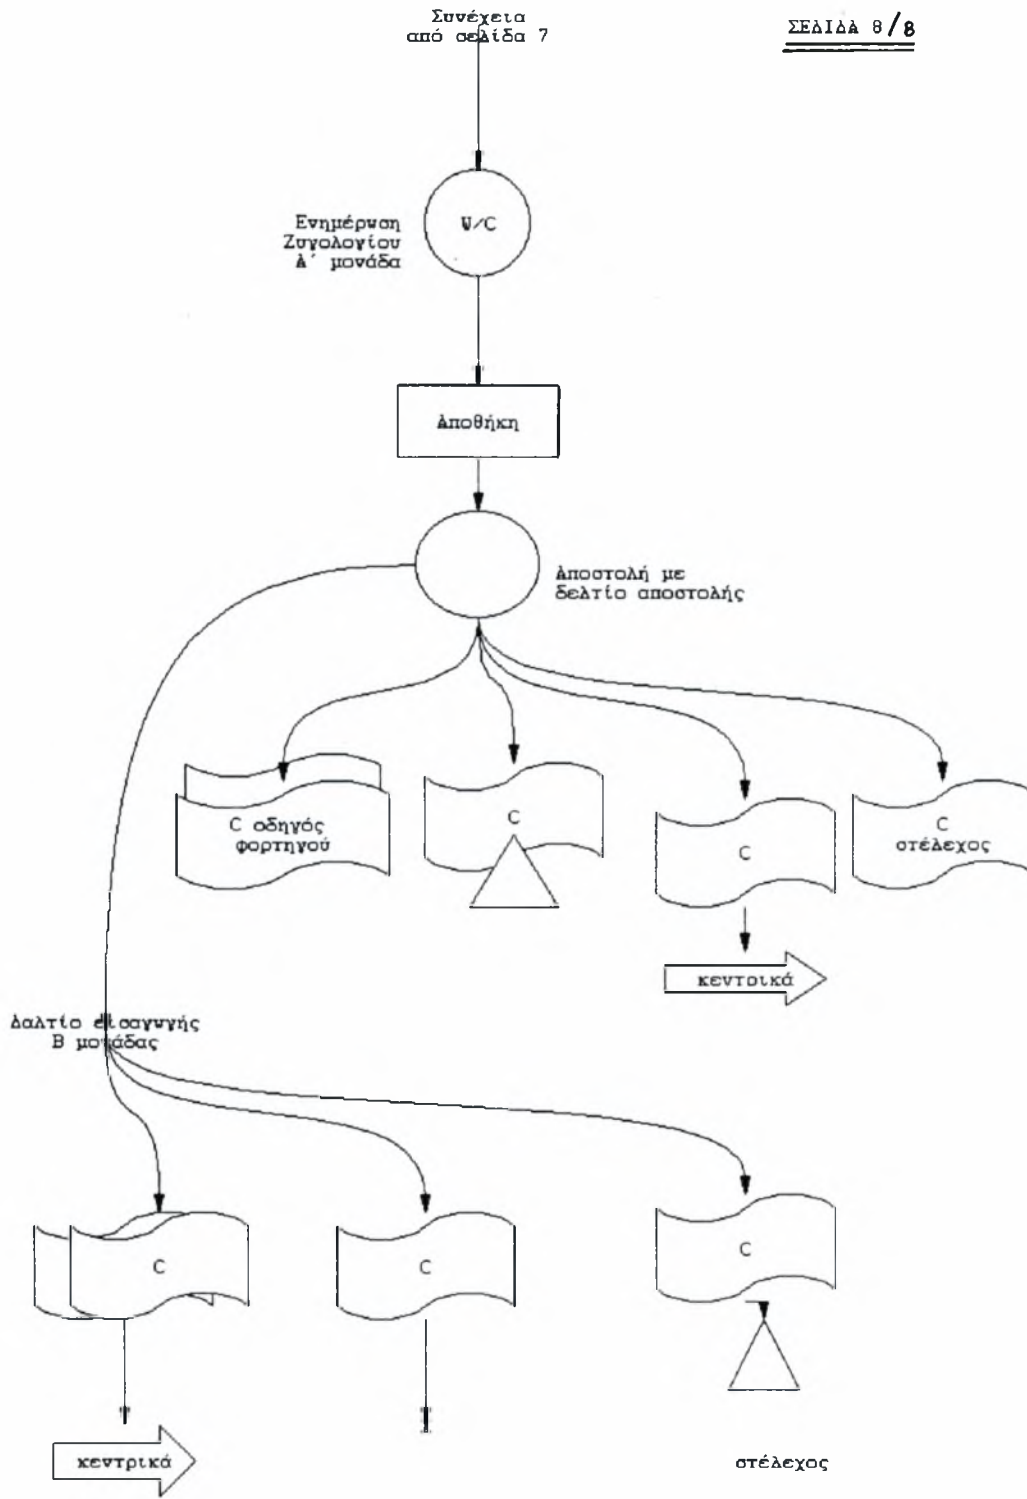 Συνέχεια
από σελίδα 7
ΣΕΛΙΔΑ 8/8
Ενημέρωση
Ζυγολογίου
Α΄ μονάδα
W/C
Αποθήκη
Αποστολή με
δελτίο αποστολής
C οδηγός
φορτηγού
C
C
C
στέλεχος
κεντρικά
Δαλτίο εισαγωγής
Β μονάδας
C
C
C
κεντρικά
στέλεχος